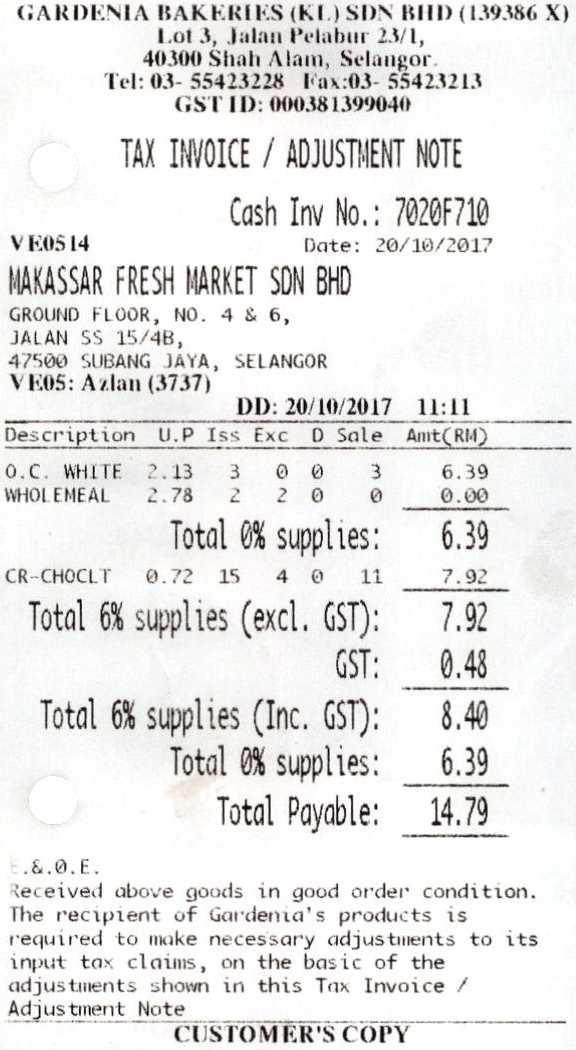 GARDENIA BAKERIES (KL) SDN BHD (139386 X)
Lot 3, Jalan Pelabur 23/1,
40300 Shah Alam, Selangor.
Tel: 03- 55423228 Fax:03- 55423213
GST ID: 000381399040
TAX INVOICE / ADJUSTMENT NOTE
Cash Inv No.: 7020F710
VE0514 Date: 20/10/2017
MAKASSAR FRESH MARKET SDN BHD
GROUND FLOOR, NO. 4 & 6,
JALAN SS 15/4B,
47500 SUBANG JAYA, SELANGOR
VE05: Azlan (3737)
DD: 20/10/2017 11:11
Description U.P Iss Exc D Sale Amt(RM)
O.C. WHITE 2.13 3 0 0 3 6.39
WHOLEMEAL 2.78 2 2 0 0 0.00
Total 0% supplies: 6.39
CR-CHOCLT 0.72 15 4 0 11 7.92
Total 6% supplies (excl. GST): 7.92
GST: 0.48
Total 6% supplies (Inc. GST): 8.40
Total 0% supplies: 6.39
Total Payable: 14.79
E.&.O.E.
Received above goods in good order condition.
The recipient of Gardenia's products is
required to make necessary adjustments to its
input tax claims, on the basic of the
adjustments shown in this Tax Invoice /
Adjustment Note
CUSTOMER'S COPY